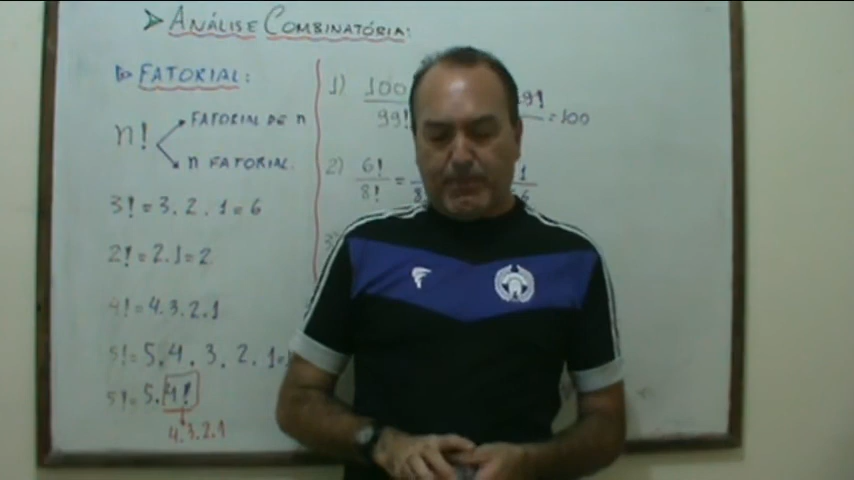 ANÁLISE COMBINATÓRIA:
FATORIAL:
n!
FATORIAL DE n
n FATORIAL.
3! = 3. 2. 1 = 6
2! = 2.1 = 2
4! = 4.3.2.1
5! = 5.4.3.2.1=
5! = 5.4!
4.3.2.1
1) 100
99!
= 100
2) 6!
8!
=
1